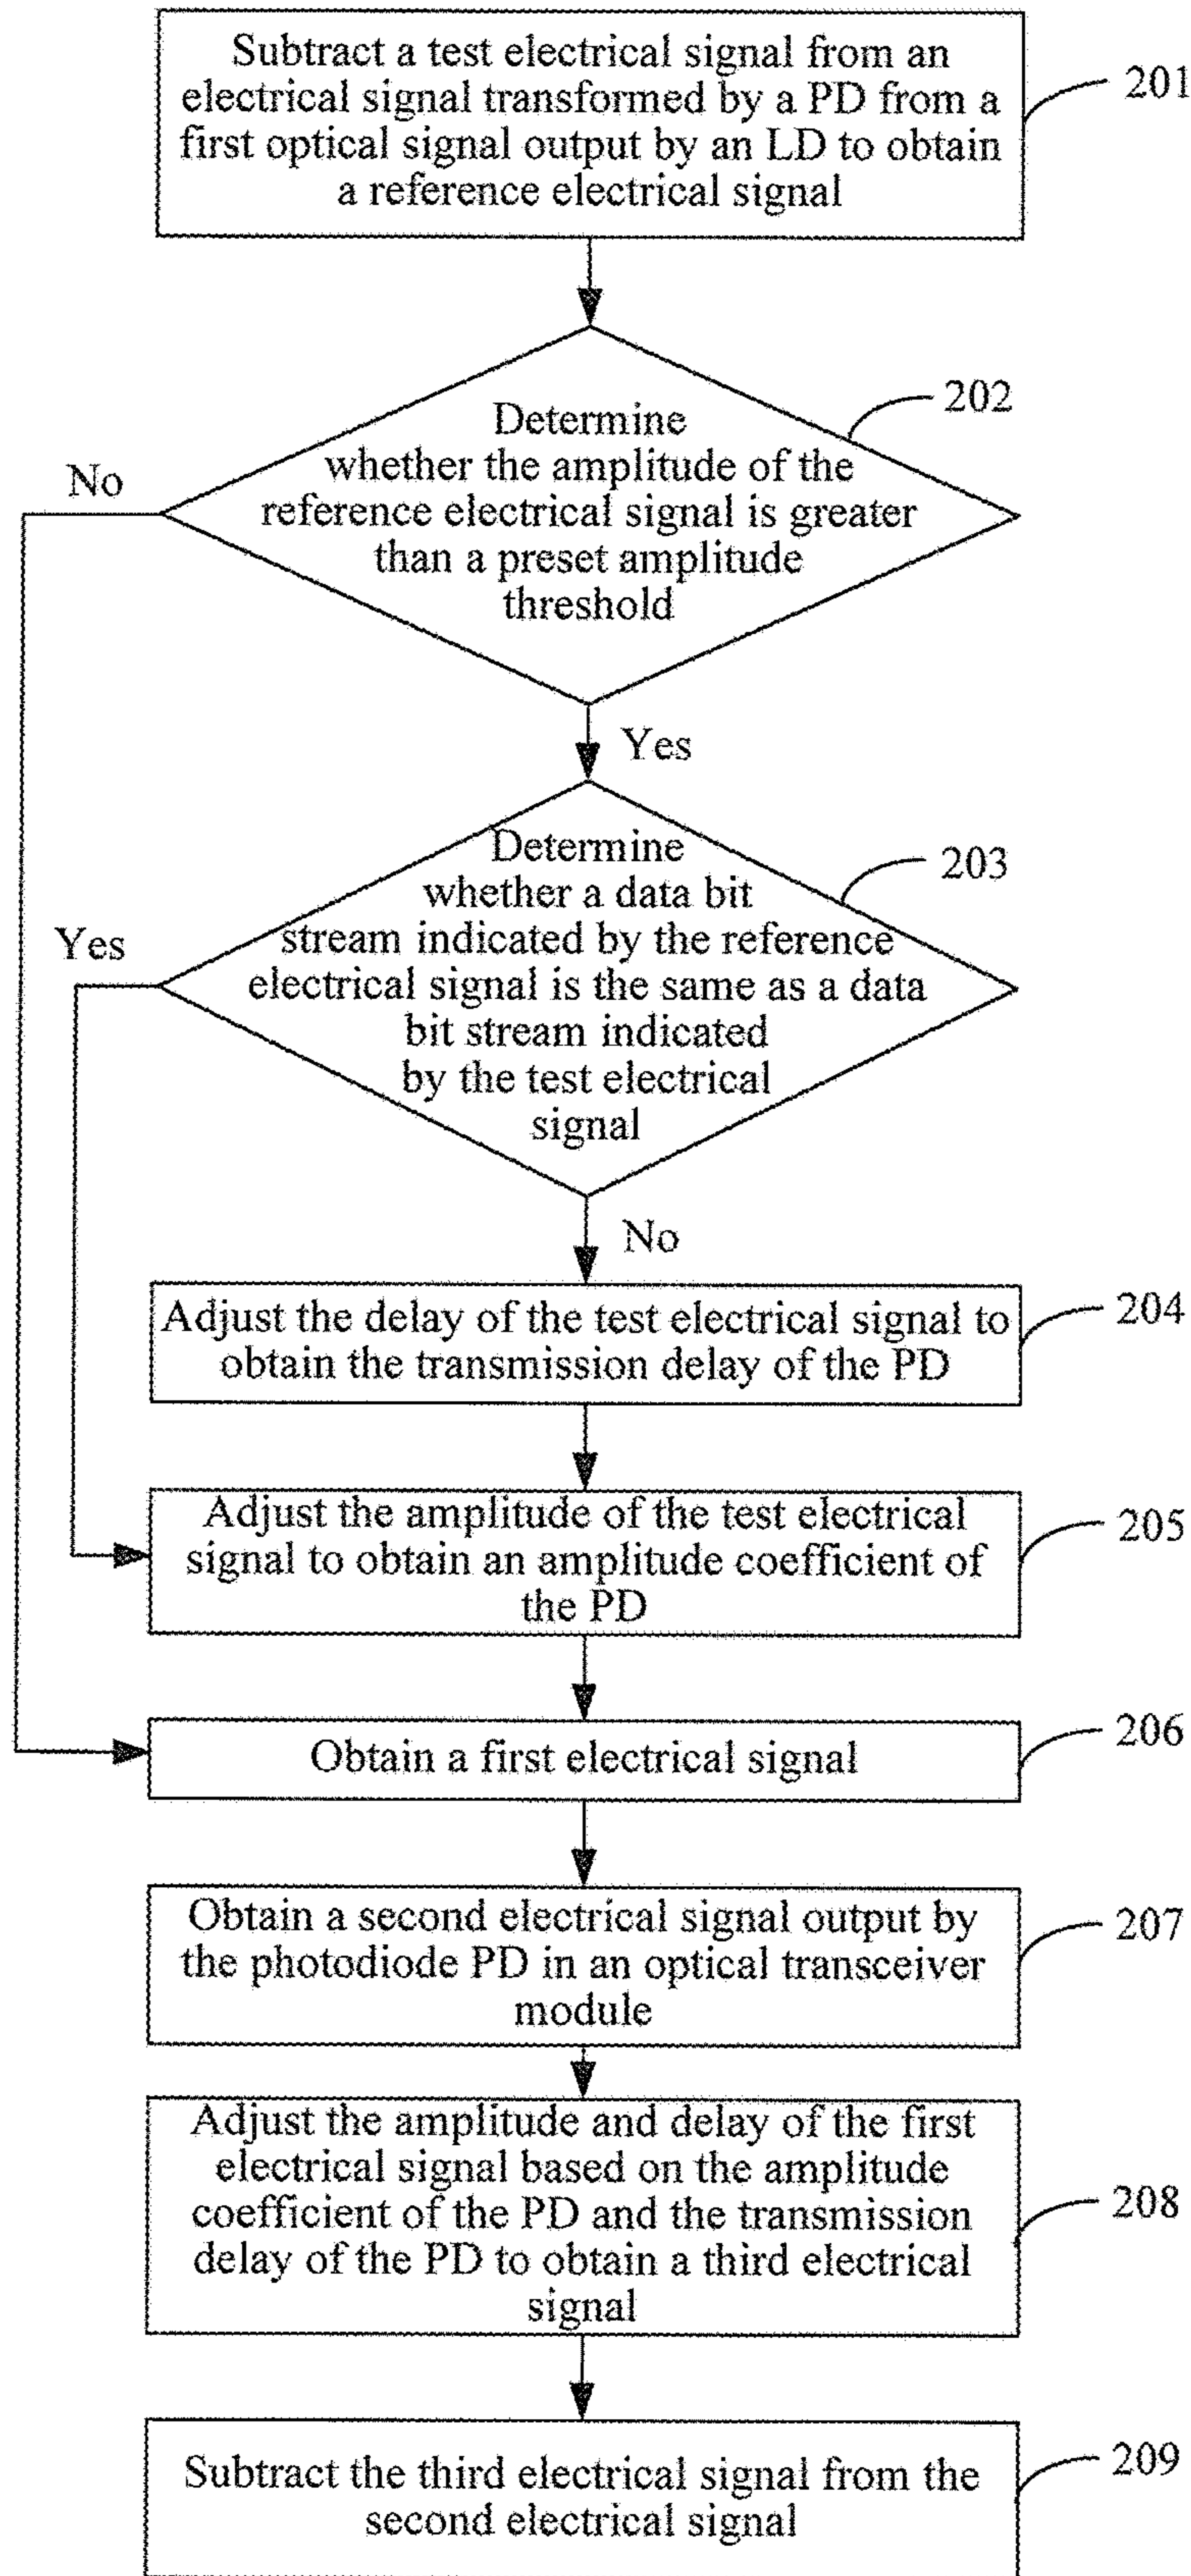 Subtract a test electrical signal from an
electrical signal transformed by a PD from a
first optical signal output by an LD to obtain
a reference electrical signal
201
Determine
whether the amplitude of the
reference electrical signal is greater
than a preset amplitude
threshold
202
No
Yes
Determine
whether a data bit
stream indicated by the reference
electrical signal is the same as a data
bit stream indicated
by the test electrical
signal
203
Yes
No
Adjust the delay of the test electrical signal to
obtain the transmission delay of the PD
204
Adjust the amplitude of the test electrical
signal to obtain an amplitude coefficient of
the PD
205
Obtain a first electrical signal
206
Obtain a second electrical signal output by
the photodiode PD in an optical transceiver
module
207
Adjust the amplitude and delay of the first
electrical signal based on the amplitude
coefficient of the PD and the transmission
delay of the PD to obtain a third electrical
signal
208
Subtract the third electrical signal from the
second electrical signal
209